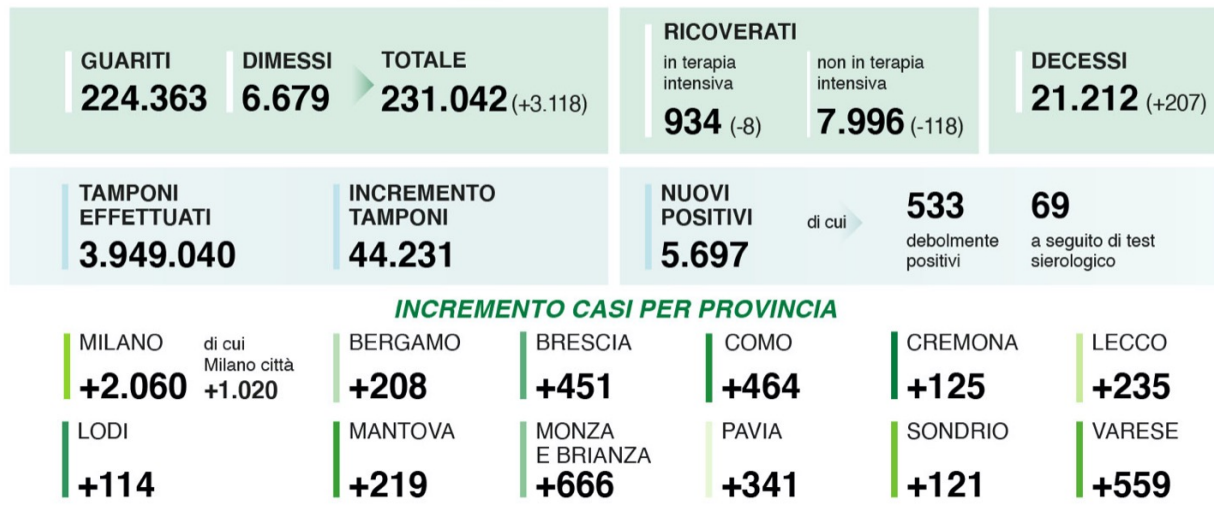 GUARITI
224.363
DIMESSI
6.679
TOTALE
231.042 (+3.118)
RICOVERATI
in terapia
intensiva
934 (-8)
non in terapia
intensiva
7.996 (-118)
DECESSI
21.212 (+207)
TAMPONI
EFFETTUATI
3.949.040
INCREMENTO
TAMPONI
44.231
NUOVI
POSITIVI
5.697
di cui
533
debolmente
positivi
69
a seguito di test
sierologico
INCREMENTO CASI PER PROVINCIA
MILANO
+2.060
di cui
Milano città
+1.020
BERGAMO
+208
BRESCIA
+451
COMO
+464
CREMONA
+125
LECCO
+235
LODI
+114
MANTOVA
+219
MONZA
E BRIANZA
+666
PAVIA
+341
SONDRIO
+121
VARESE
+559